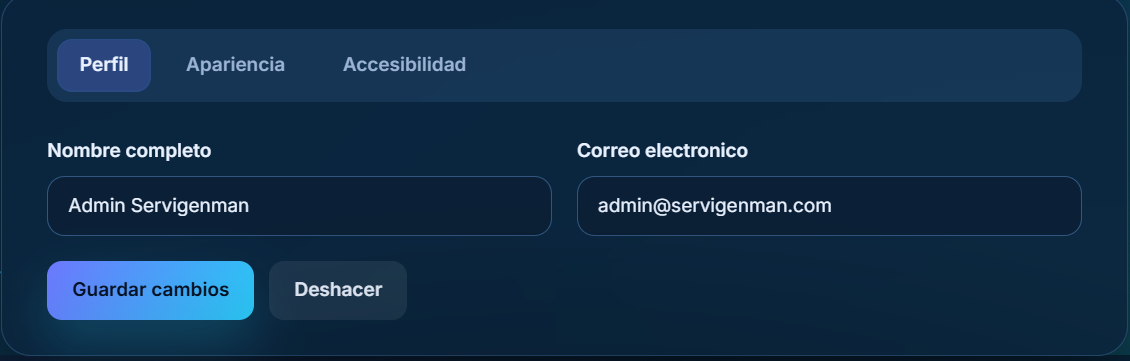 Perfil Apariencia Accesibilidad
Nombre completo Correo electronico
Admin Servigenman admin@servigenman.com
Guardar cambios Deshacer